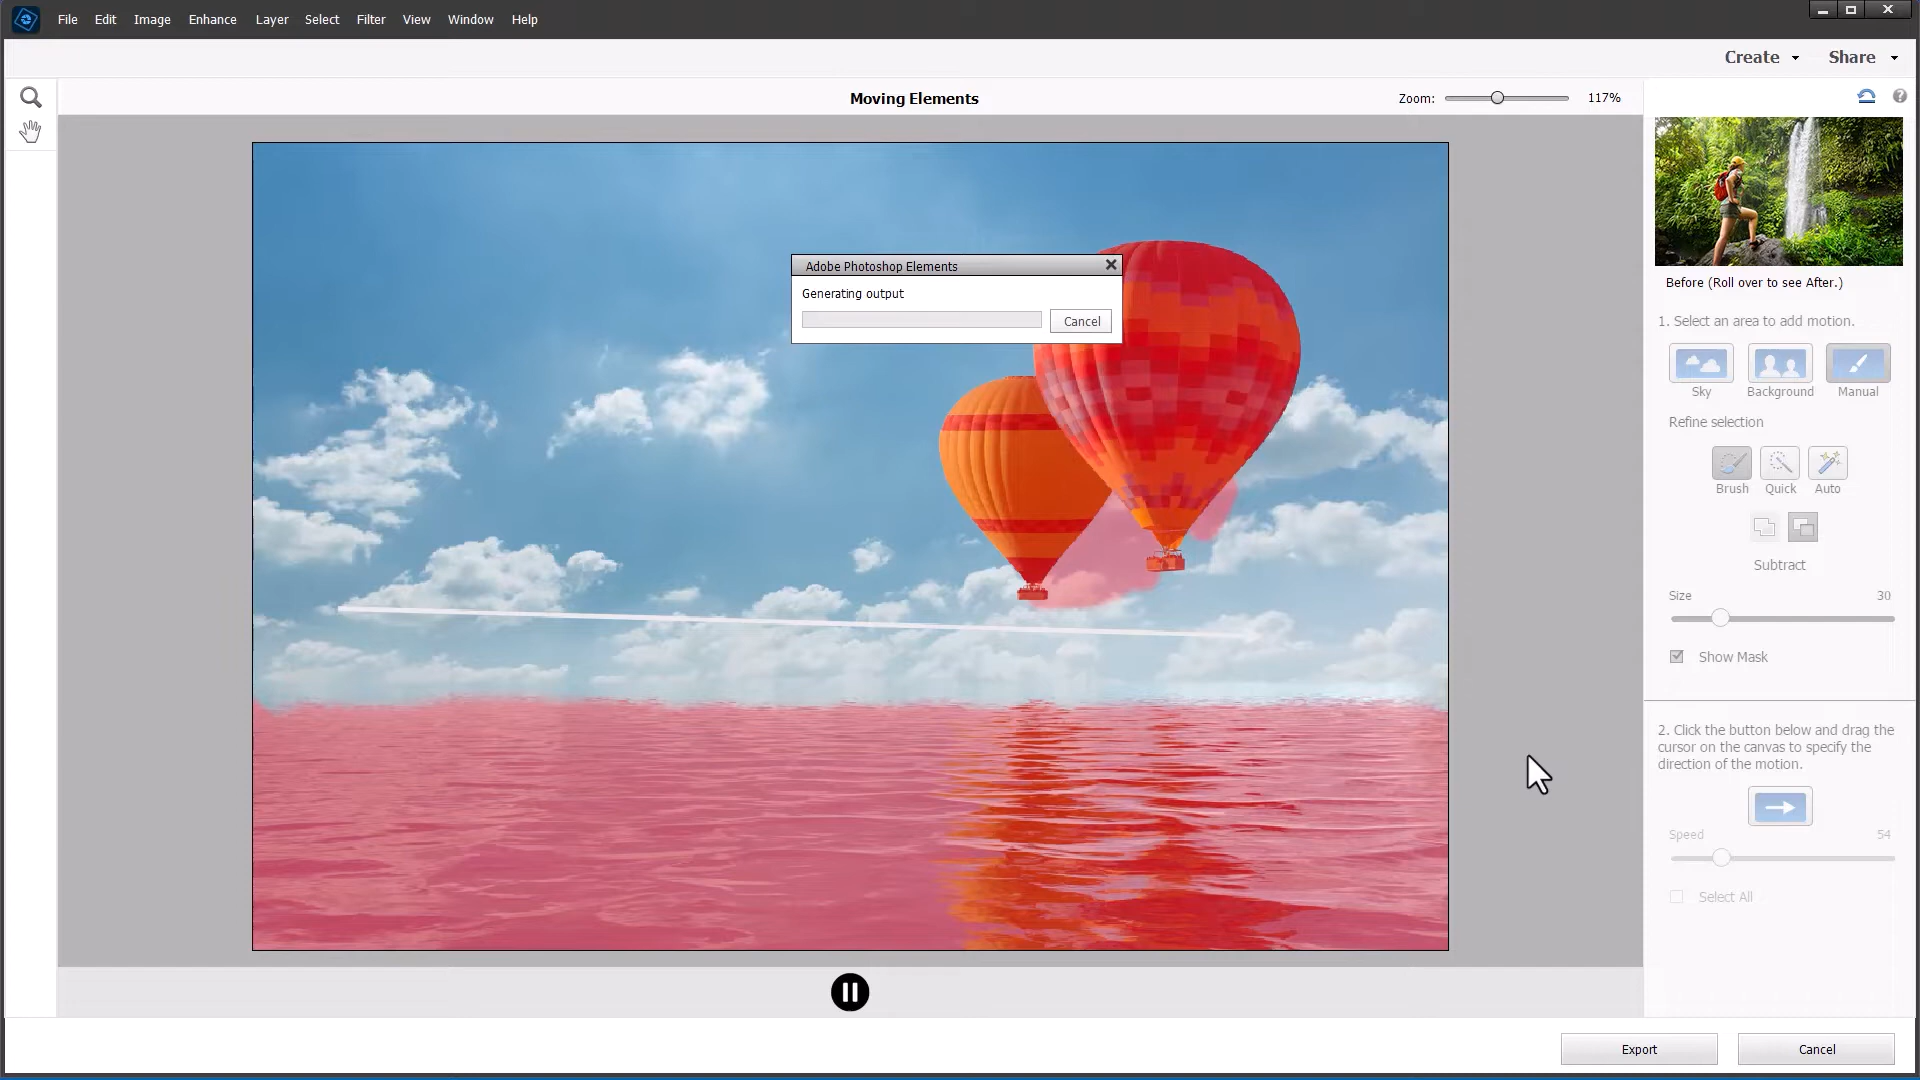 File Edit Image Enhance Layer Select Filter View Window Help
Create Share
Moving Elements
Zoom: 117%
Before (Roll over to see After.)
Adobe Photoshop Elements
Generating output
Cancel
1. Select an area to add motion.
Sky Background Manual
Refine selection
Brush Quick Auto
Subtract
Size 30
Show Mask
2. Click the button below and drag the
cursor on the canvas to specify the
direction of the motion.
Speed 54
Select All
Export Cancel